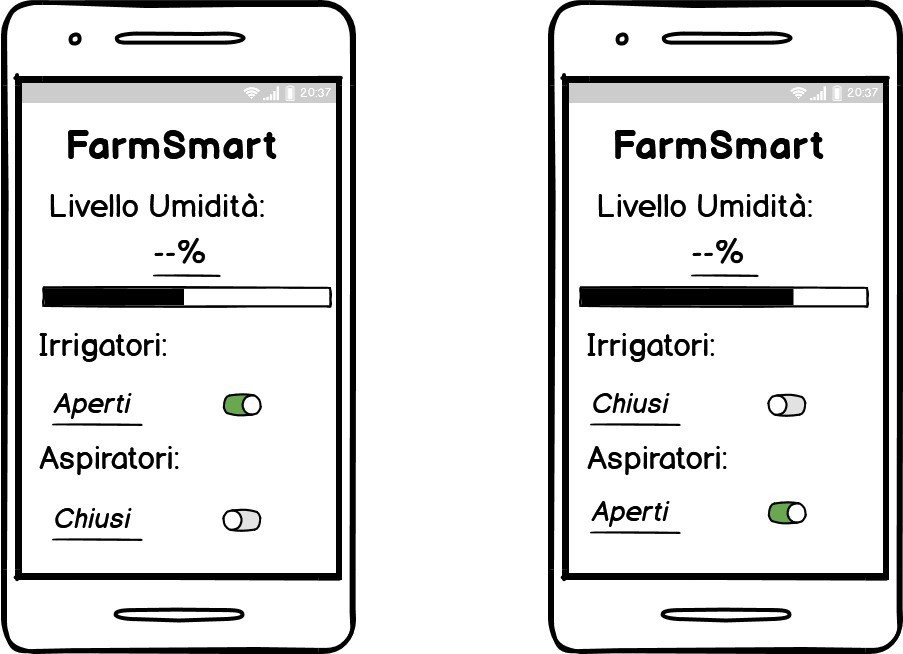 20:37
FarmSmart
Livello Umidità:
--%
Irrigatori:
Aperti
Aspiratori:
Chiusi
20:37
FarmSmart
Livello Umidità:
--%
Irrigatori:
Chiusi
Aspiratori:
Aperti